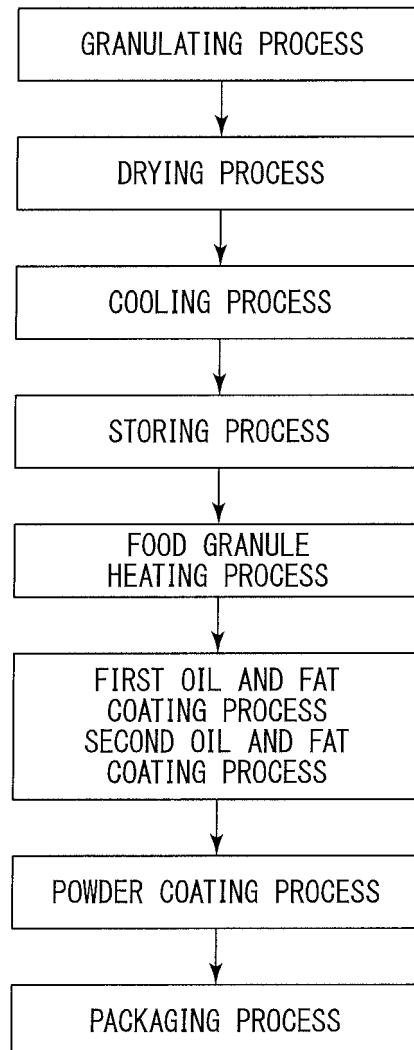 GRANULATING PROCESS
DRYING PROCESS
COOLING PROCESS
STORING PROCESS
FOOD GRANULE
HEATING PROCESS
FIRST OIL AND FAT
COATING PROCESS
SECOND OIL AND FAT
COATING PROCESS
POWDER COATING PROCESS
PACKAGING PROCESS